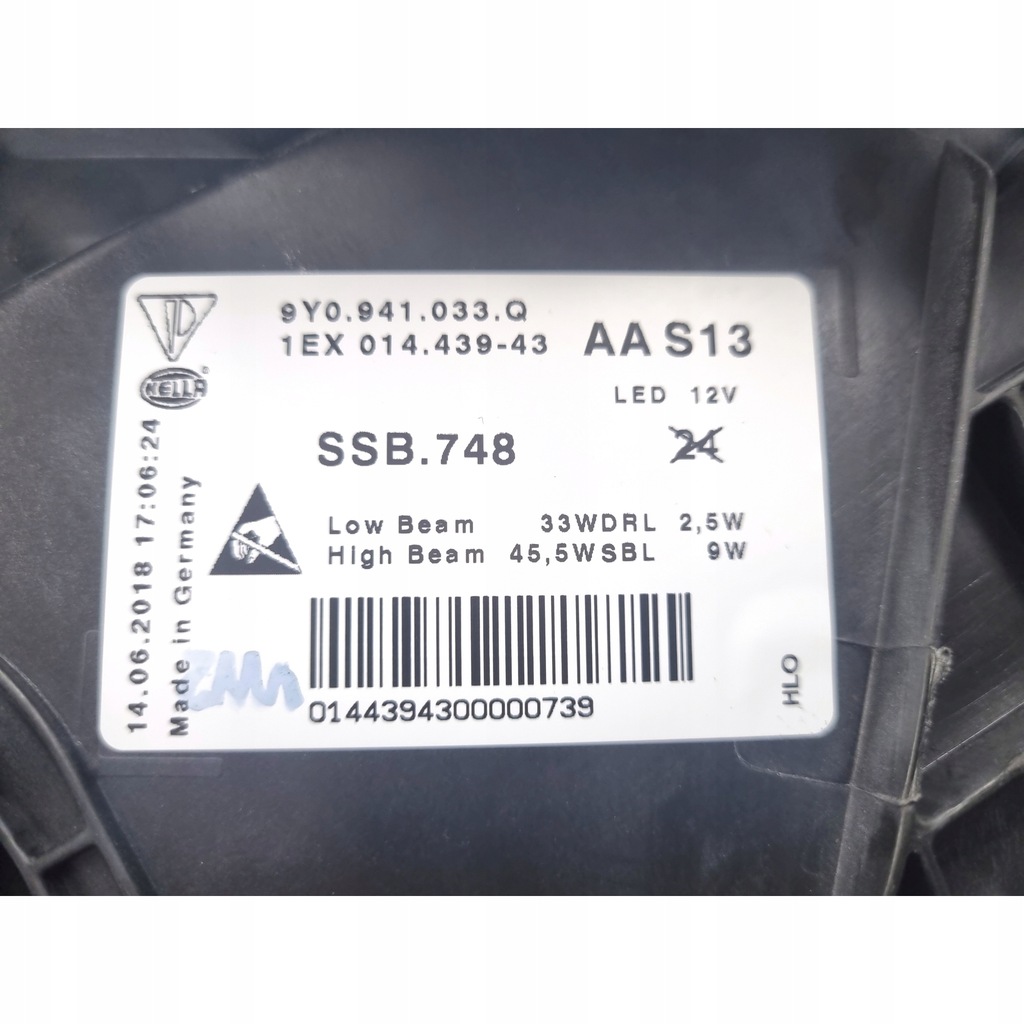 9Y0.941.033.Q
1EX 014.439-43 AA S13
HELLA
LED 12V
SSB.748
24
Low Beam 33WDRL 2,5W
High Beam 45,5WSBL 9W
0144394300000739
14.06.2018 17:06:24
Made in Germany
HLO